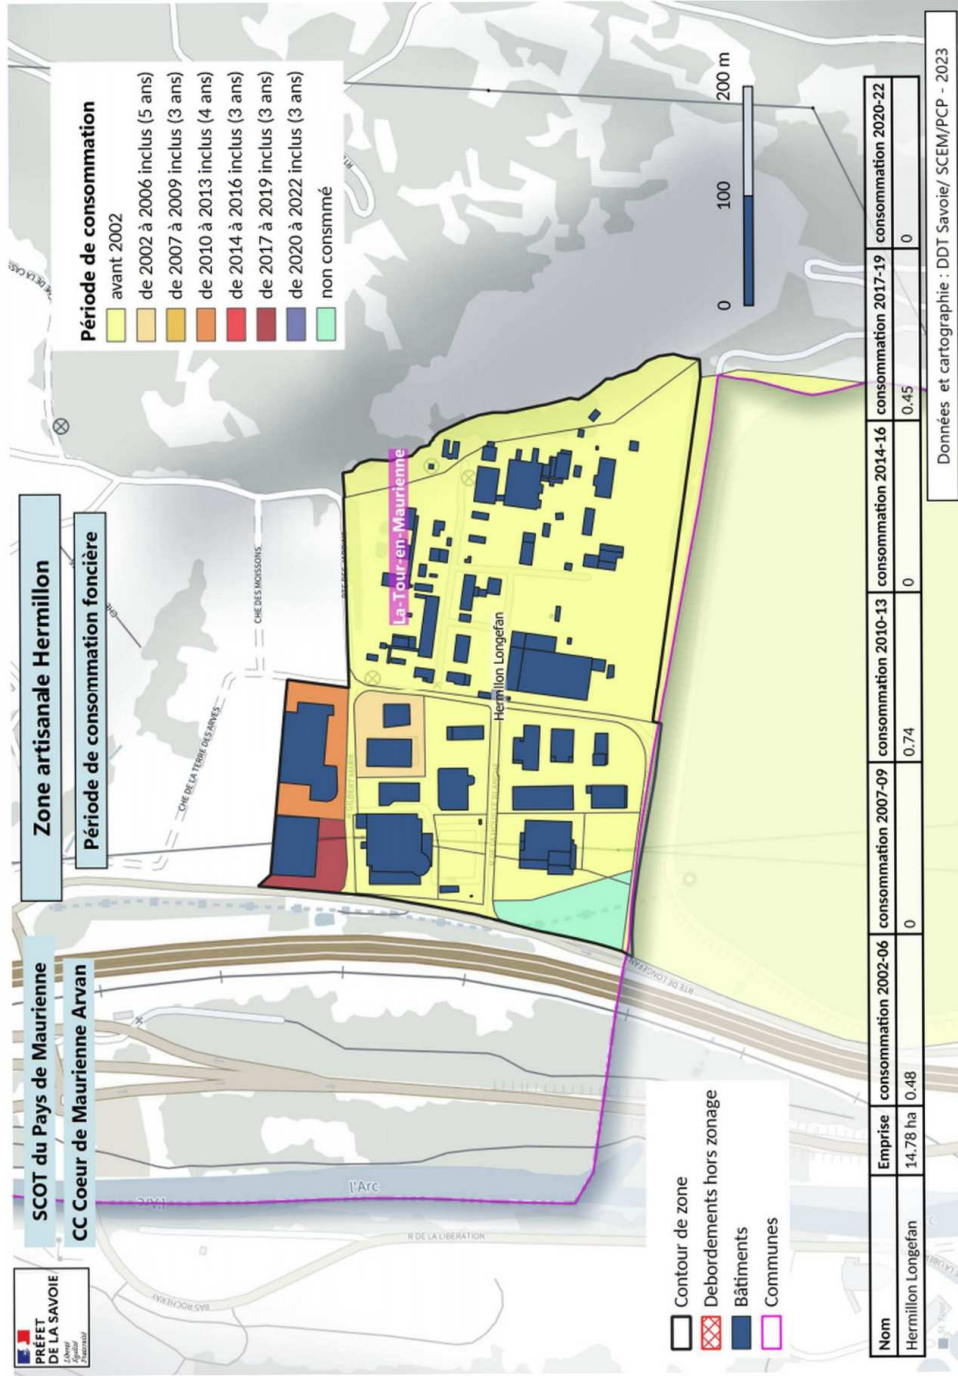 PRÉFET
DE LA SAVOIE
Liberté
Égalité
Fraternité
SCOT du Pays de Maurienne
CC Coeur de Maurienne Arvan
Zone artisanale Hermillon
Période de consommation foncière
Période de consommation
avant 2002
de 2002 à 2006 inclus (5 ans)
de 2007 à 2009 inclus (3 ans)
de 2010 à 2013 inclus (4 ans)
de 2014 à 2016 inclus (3 ans)
de 2017 à 2019 inclus (3 ans)
de 2020 à 2022 inclus (3 ans)
non consmmé
CHE DE LA TERRE DES ARVES
CHE DES MOISSONS
La-Tour-en-Maurienne
Hermillon Longefan
RTE DE LONGEFAN
l'Arc
l'Arc
R DE LA LIBERATION
BAS ROCHERAY
0 100 200 m
Contour de zone
Debordements hors zonage
Bâtiments
Communes
Nom Emprise consommation 2002-06 consommation 2007-09 consommation 2010-13 consommation 2014-16 consommation 2017-19 consommation 2020-22
Hermillon Longefan 14.78 ha 0.48 0 0.74 0 0.45 0
Données et cartographie : DDT Savoie/ SCEM/PCP - 2023